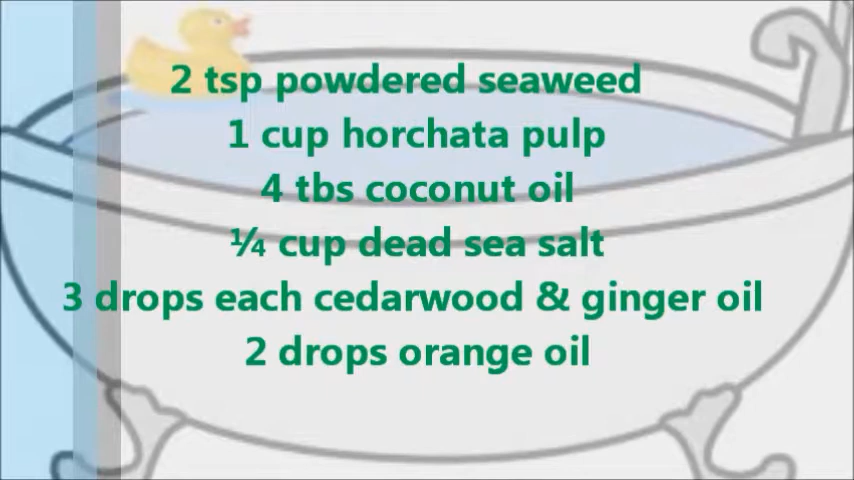 2 tsp powdered seaweed
1 cup horchata pulp
4 tbs coconut oil
¼ cup dead sea salt
3 drops each cedarwood & ginger oil
2 drops orange oil